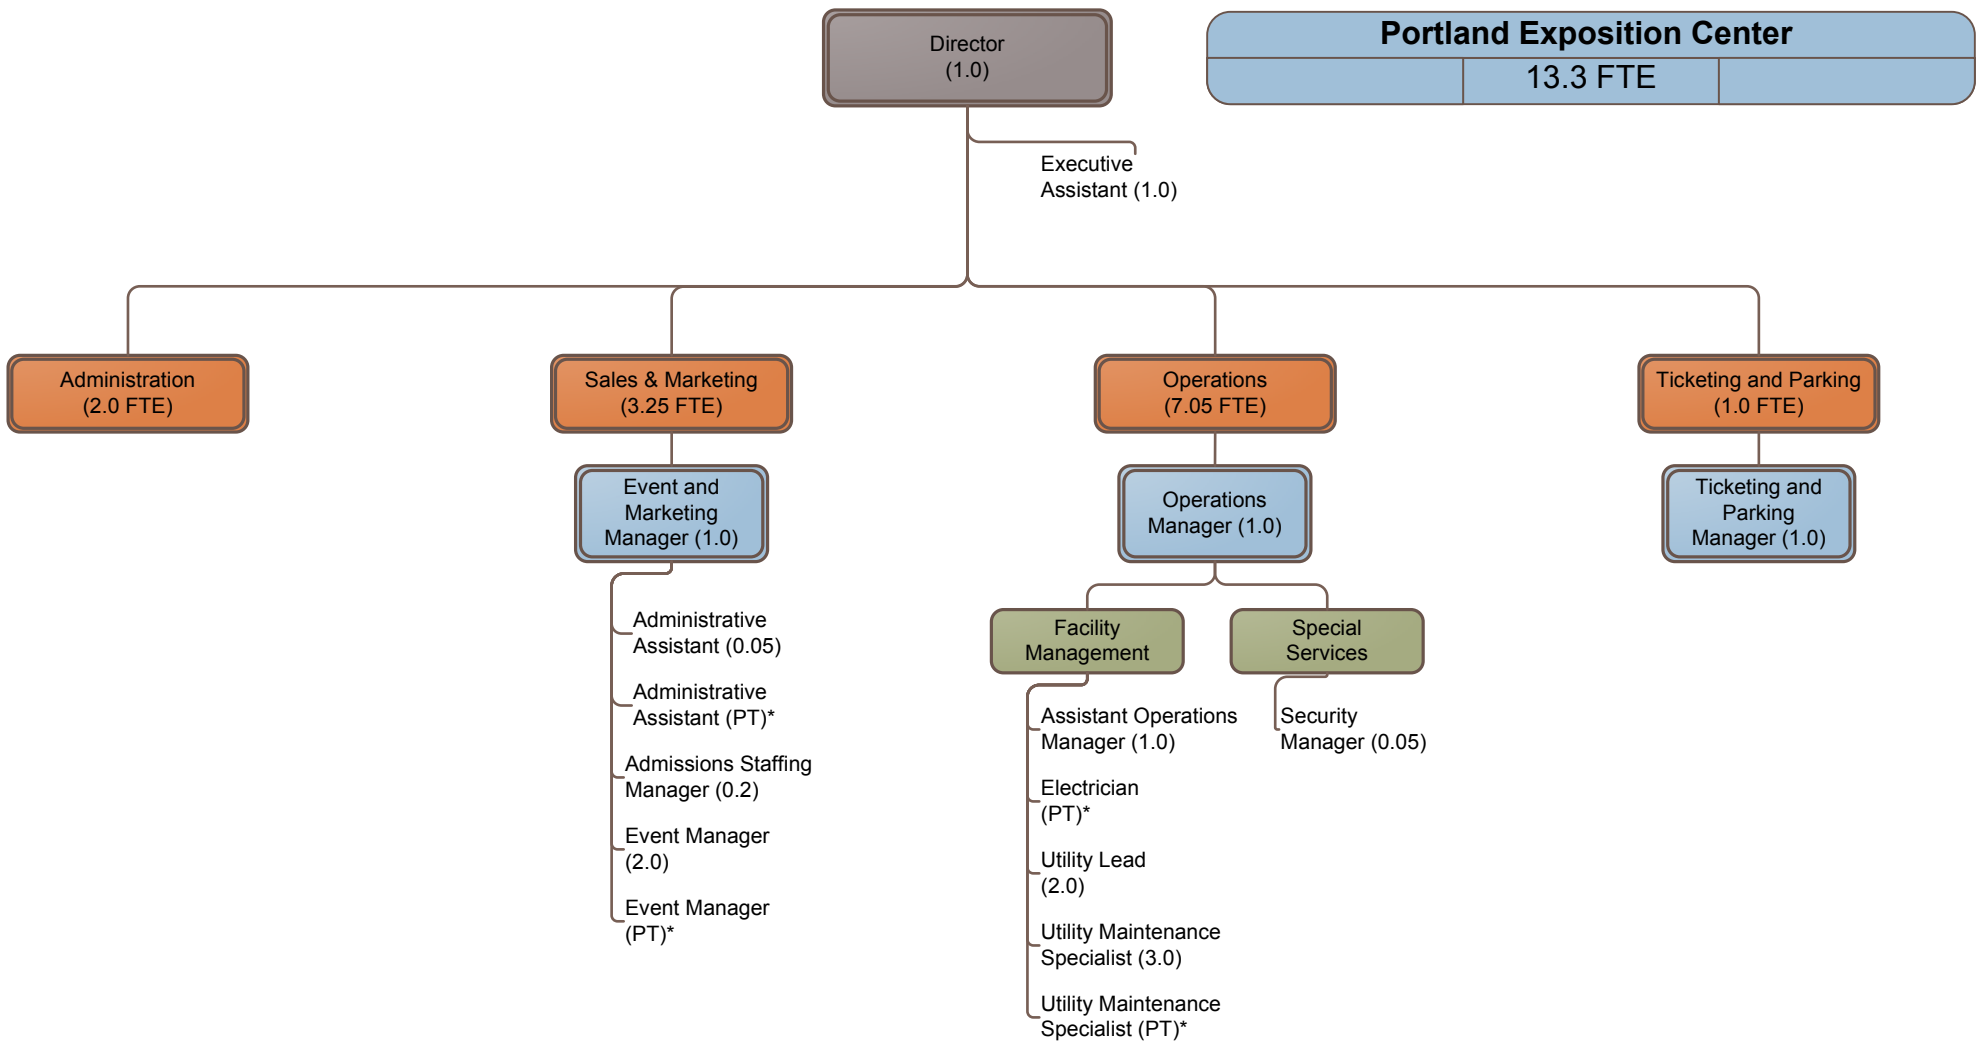 Director
(1.0)
Portland Exposition Center
13.3 FTE
Executive
Assistant (1.0)
Administration
(2.0 FTE)
Sales & Marketing
(3.25 FTE)
Operations
(7.05 FTE)
Ticketing and Parking
(1.0 FTE)
Event and
Marketing
Manager (1.0)
Operations
Manager (1.0)
Ticketing and
Parking
Manager (1.0)
Administrative
Assistant (0.05)
Administrative
Assistant (PT)*
Admissions Staffing
Manager (0.2)
Event Manager
(2.0)
Event Manager
(PT)*
Facility
Management
Special
Services
Assistant Operations
Manager (1.0)
Electrician
(PT)*
Utility Lead
(2.0)
Utility Maintenance
Specialist (3.0)
Utility Maintenance
Specialist (PT)*
Security
Manager (0.05)